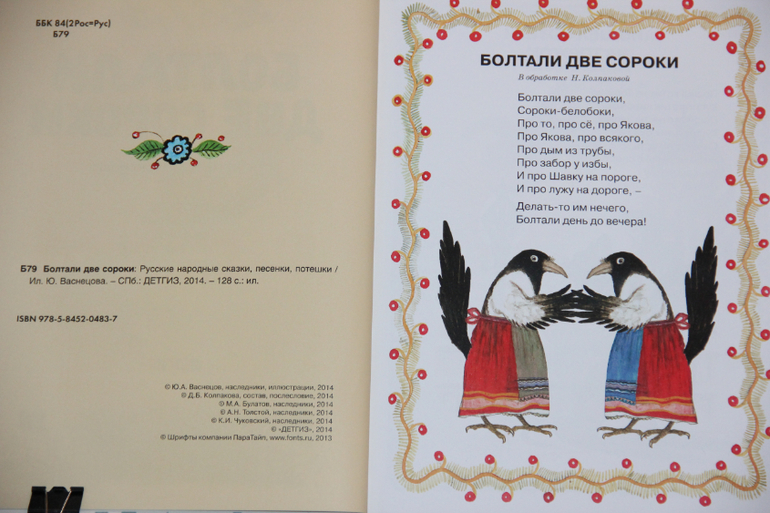 ББК 84(2Рос=Рус)
Б79
Б79 Болтали две сороки: Русские народные сказки, песенки, потешки /
Ил. Ю. Васнецова. – СПб.: ДЕТГИЗ, 2014. – 128 с.: ил.
ISBN 978-5-8452-0483-7
© Ю.А. Васнецов, наследники, иллюстрации, 2014
© Д.Б. Колпакова, состав, послесловие, 2014
© М.А. Булатов, наследники, 2014
© А.Н. Толстой, наследники, 2014
© К.И. Чуковский, наследники, 2014
© «ДЕТГИЗ», 2014
© Шрифты компании ПараТайп, www.fonts.ru, 2013
БОЛТАЛИ ДВЕ СОРОКИ
В обработке Н. Колпаковой
Болтали две сороки,
Сороки-белобоки,
Про то, про сё, про Якова,
Про Якова, про всякого,
Про дым из трубы,
Про забор у избы,
И про Шавку на пороге,
И про лужу на дороге, –
Делать-то им нечего,
Болтали день до вечера!